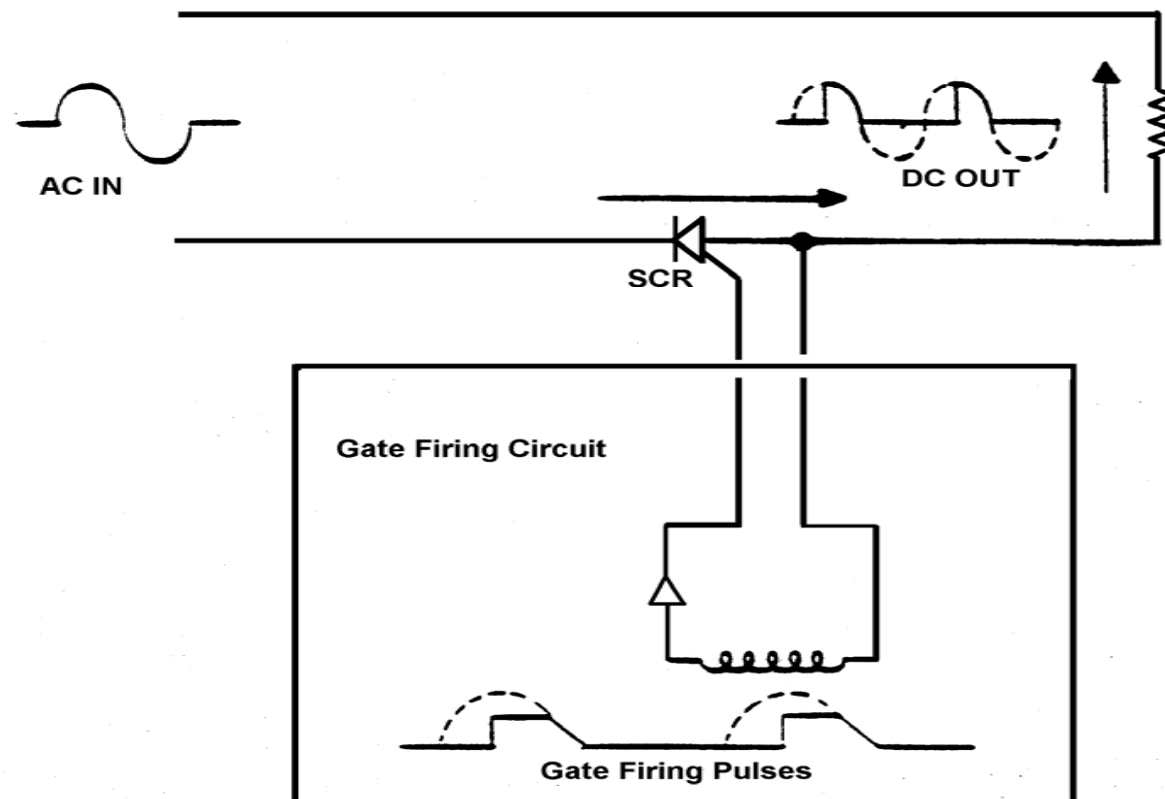 AC IN
DC OUT
SCR
Gate Firing Circuit
Gate Firing Pulses